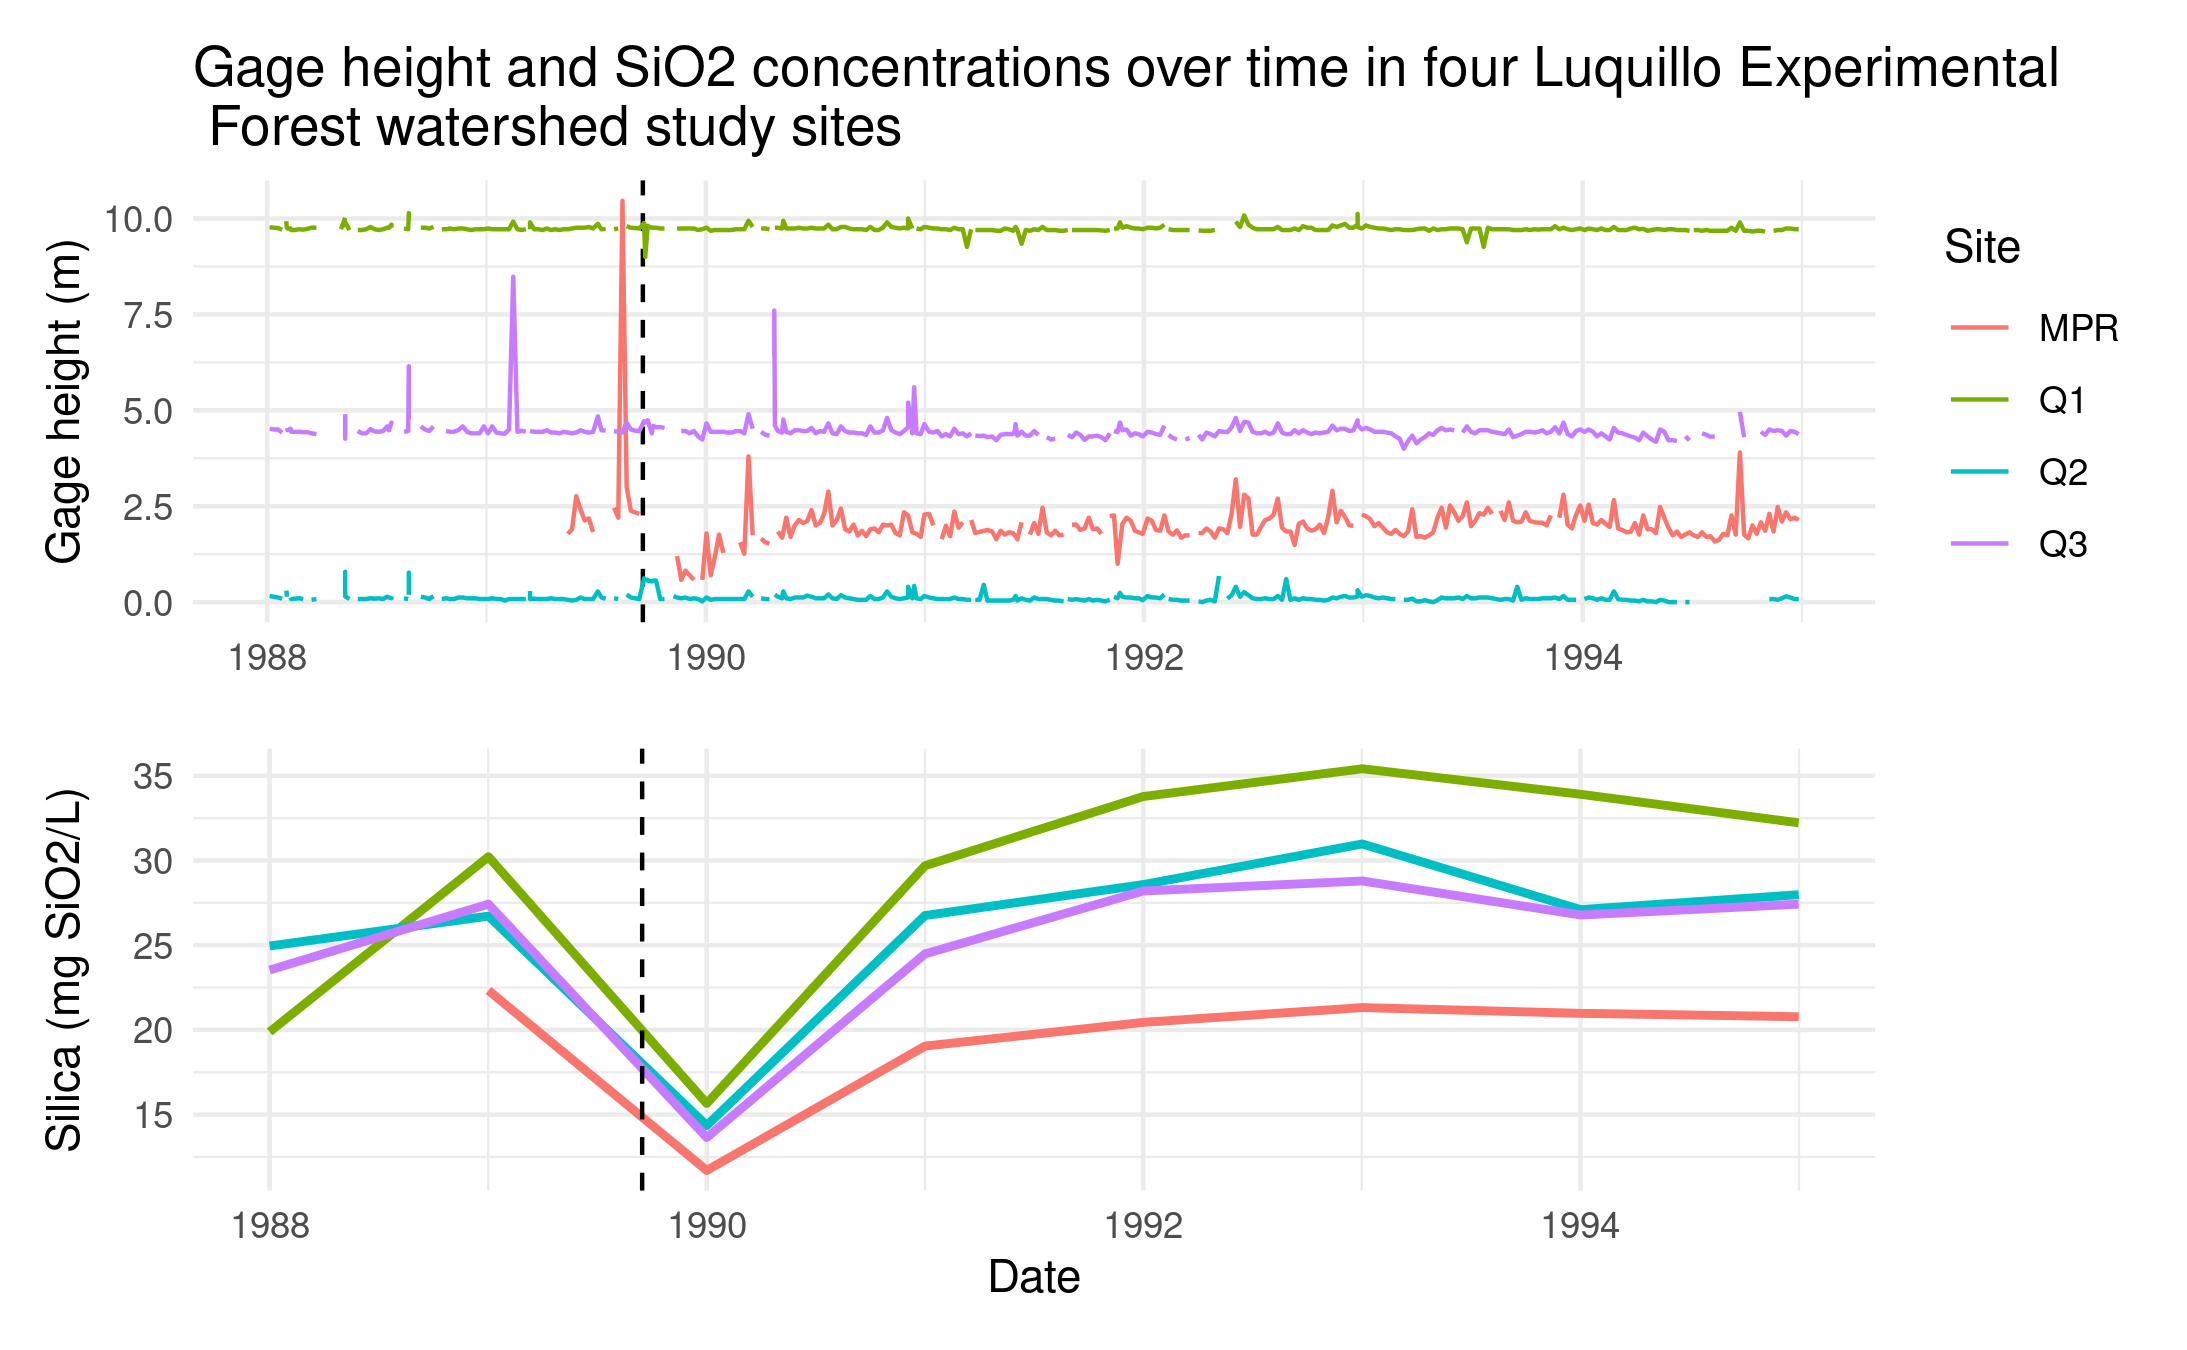 Gage height and SiO2 concentrations over time in four Luquillo Experimental
Forest watershed study sites
Gage height (m)
10.0
7.5
5.0
2.5
0.0
1988
1990
1992
1994
Site
MPR
Q1
Q2
Q3
Silica (mg SiO2/L)
35
30
25
20
15
1988
1990
1992
1994
Date